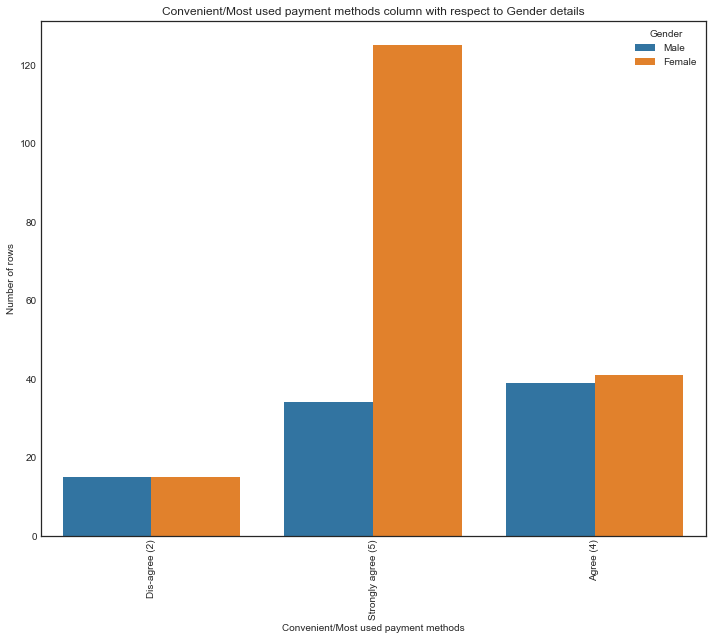 Convenient/Most used payment methods column with respect to Gender details
Gender
Male
Female
Number of rows
120
100
80
60
40
20
0
Dis-agree (2)
Strongly agree (5)
Agree (4)
Convenient/Most used payment methods